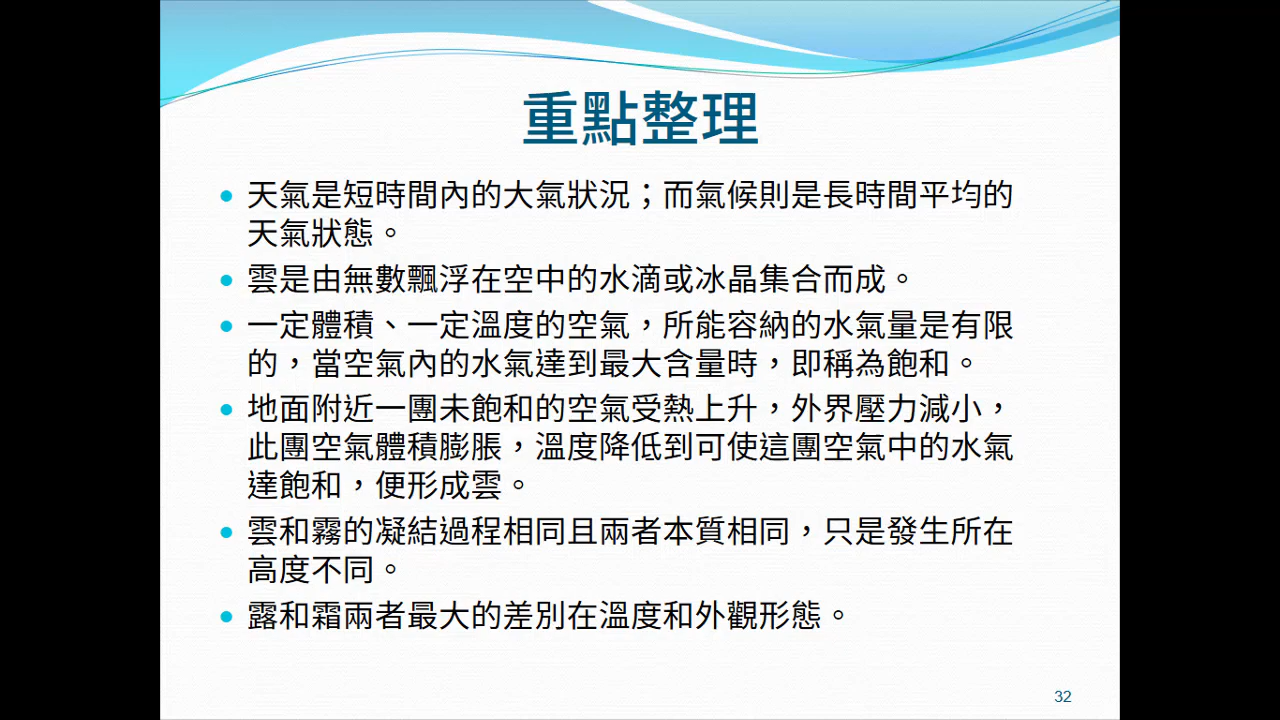 重點整理
天氣是短時間內的大氣狀況；而氣候則是長時間平均的
天氣狀態。
雲是由無數飄浮在空中的水滴或冰晶集合而成。
一定體積、一定溫度的空氣，所能容納的水氣量是有限
的，當空氣內的水氣達到最大含量時，即稱為飽和。
地面附近一團未飽和的空氣受熱上升，外界壓力減小，
此團空氣體積膨脹，溫度降低到可使這團空氣中的水氣
達飽和，便形成雲。
雲和霧的凝結過程相同且兩者本質相同，只是發生所在
高度不同。
露和霜兩者最大的差別在溫度和外觀形態。
32